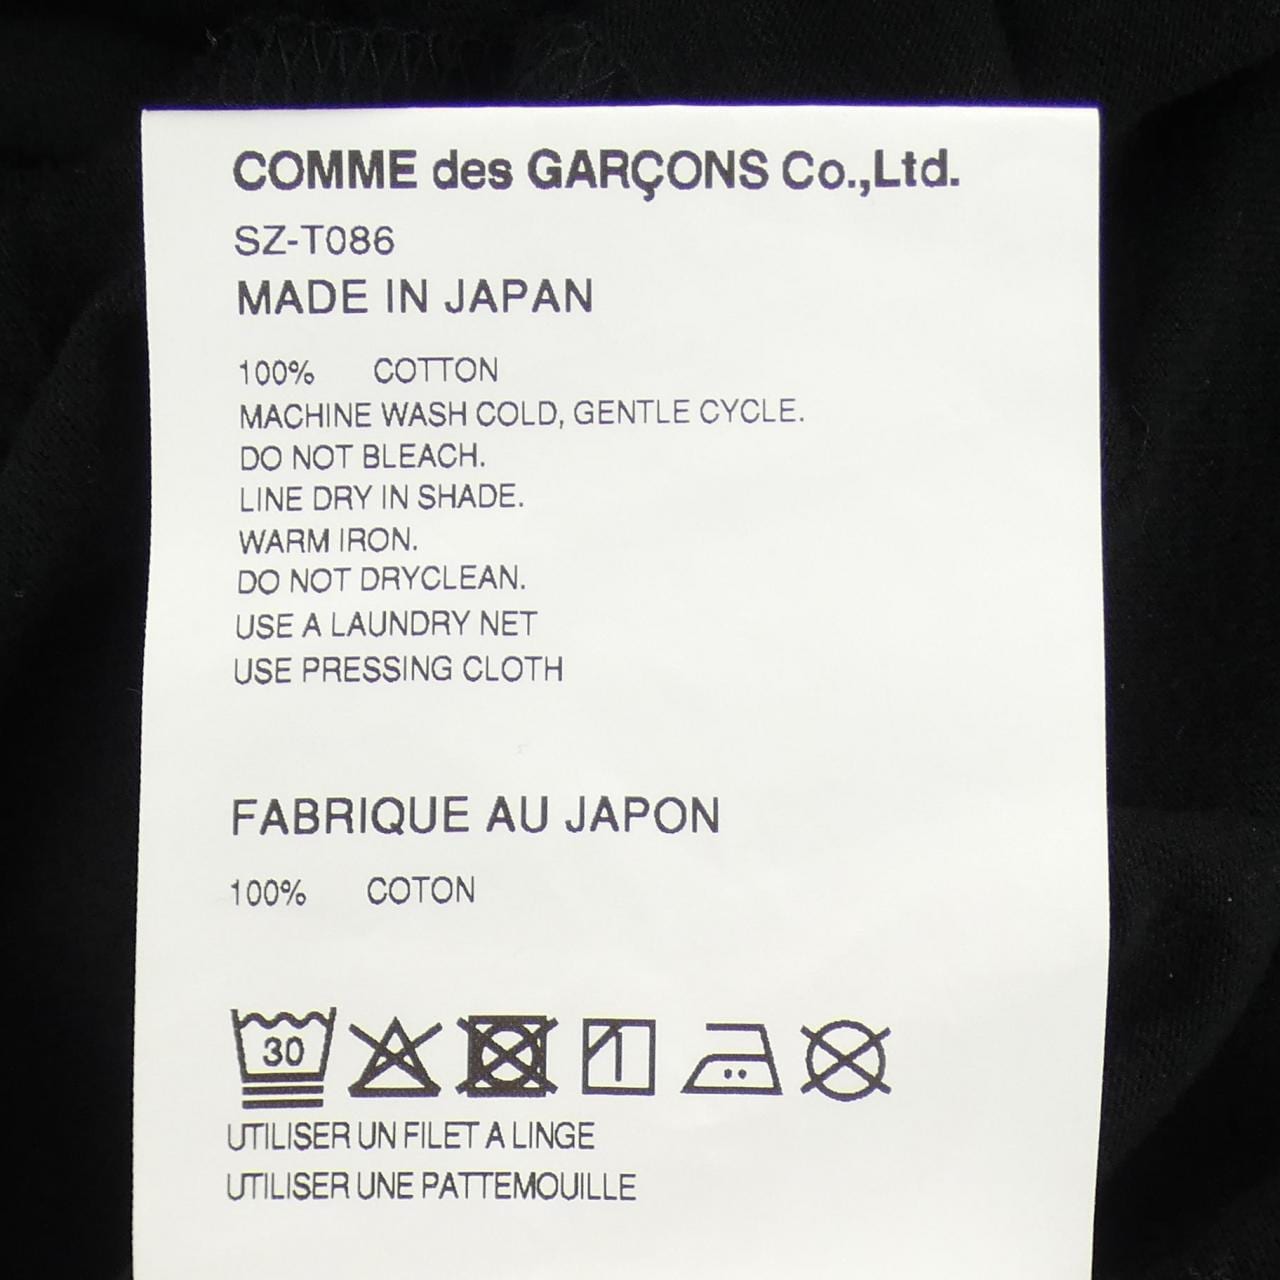 COMME des GARÇONS Co.,Ltd.
SZ-T086
MADE IN JAPAN
100% COTTON
MACHINE WASH COLD, GENTLE CYCLE.
DO NOT BLEACH.
LINE DRY IN SHADE.
WARM IRON.
DO NOT DRYCLEAN.
USE A LAUNDRY NET
USE PRESSING CLOTH
FABRIQUE AU JAPON
100% COTON
30
UTILISER UN FILET A LINGE
UTILISER UNE PATTEMOUILLE